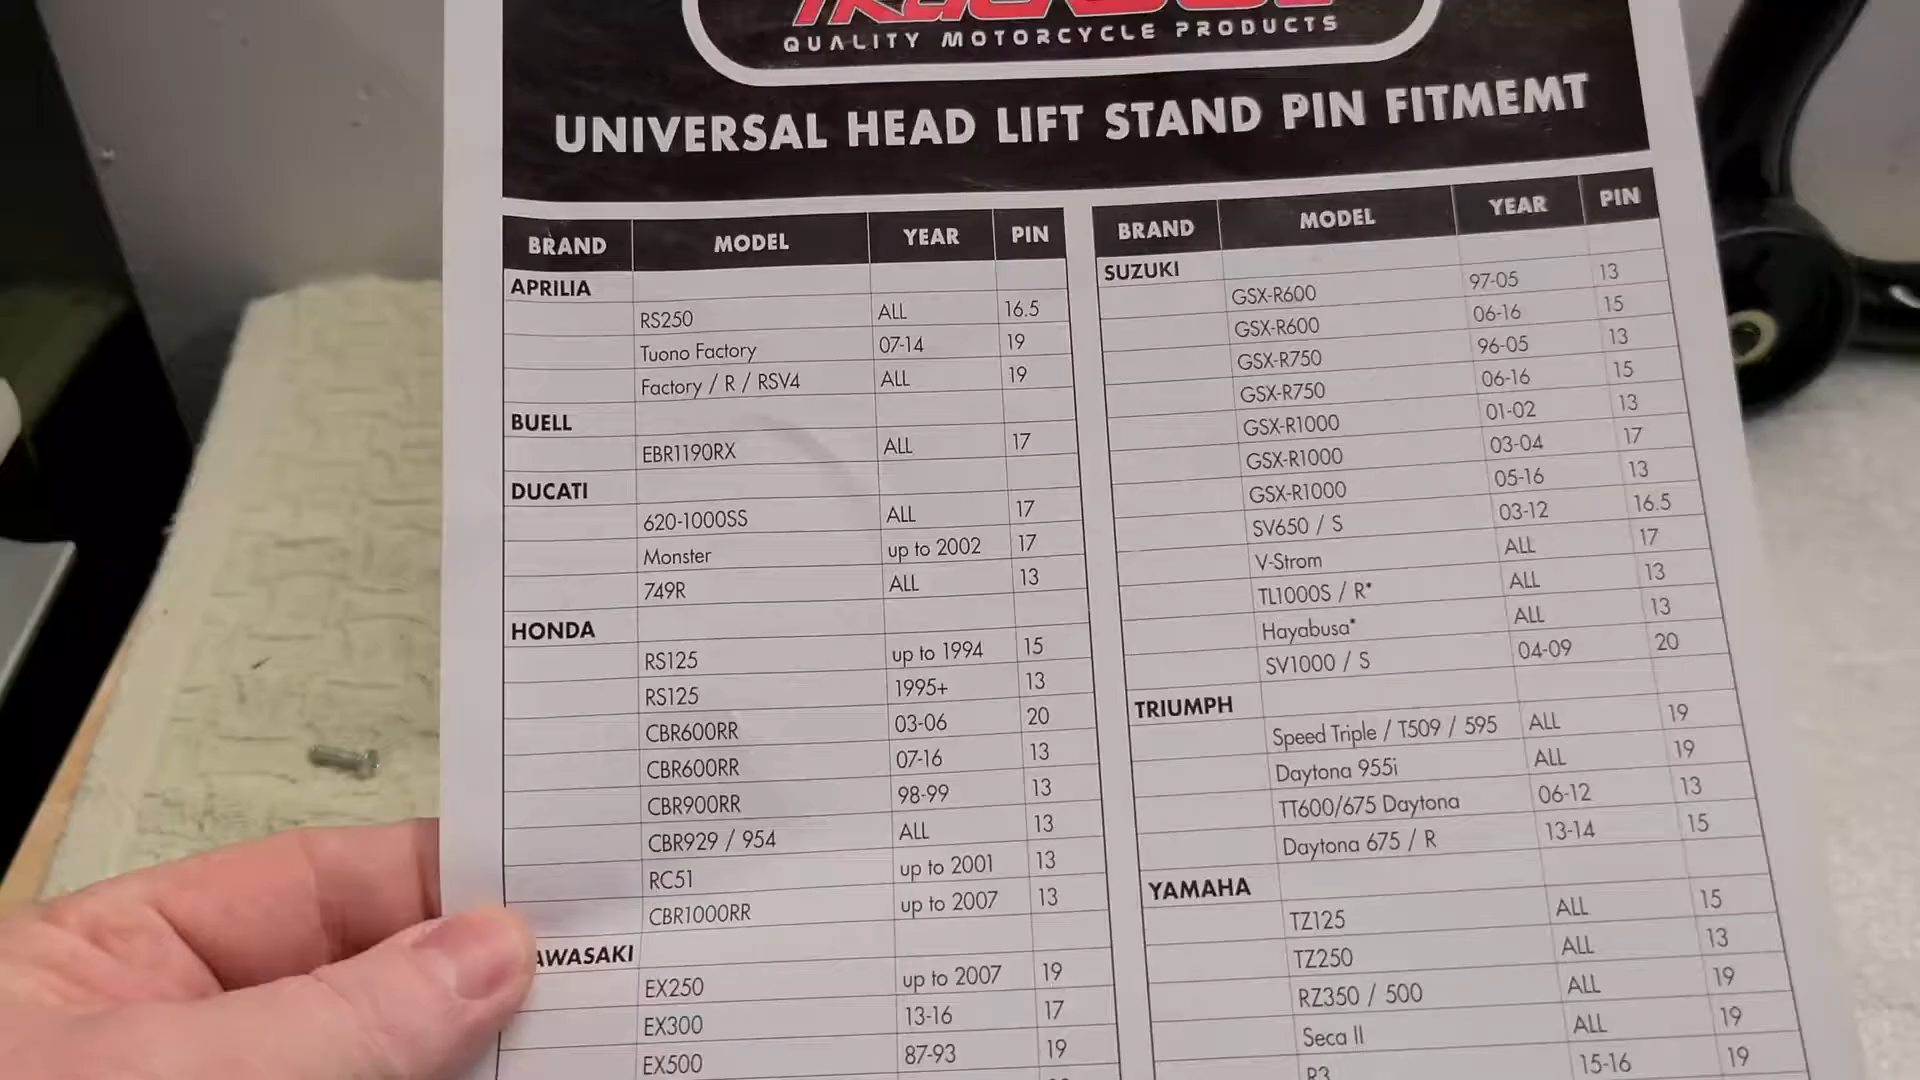 QUALITY MOTORCYCLE PRODUCTS
UNIVERSAL HEAD LIFT STAND PIN FITMEMT
BRAND MODEL YEAR PIN
APRILIA
RS250 ALL 16.5
Tuono Factory 07-14 19
Factory / R / RSV4 ALL 19
BUELL
EBR1190RX ALL 17
DUCATI
620-1000SS ALL 17
Monster up to 2002 17
749R ALL 13
HONDA
RS125 up to 1994 15
RS125 1995+ 13
CBR600RR 03-06 20
CBR600RR 07-16 13
CBR900RR 98-99 13
CBR929 / 954 ALL 13
RC51 up to 2001 13
CBR1000RR up to 2007 13
AWASAKI
EX250 up to 2007 19
EX300 13-16 17
EX500 87-93 19
BRAND MODEL YEAR PIN
SUZUKI
GSX-R600 97-05 13
GSX-R600 06-16 15
GSX-R750 96-05 13
GSX-R750 06-16 15
GSX-R1000 01-02 13
GSX-R1000 03-04 17
GSX-R1000 05-16 13
SV650 / S 03-12 16.5
V-Strom ALL 17
TL1000S / R* ALL 13
Hayabusa* ALL 13
SV1000 / S 04-09 20
TRIUMPH
Speed Triple / T509 / 595 ALL 19
Daytona 955i ALL 19
TT600/675 Daytona 06-12 13
Daytona 675 / R 13-14 15
YAMAHA
TZ125 ALL 15
TZ250 ALL 13
RZ350 / 500 ALL 19
Seca II ALL 19
R3 15-16 19